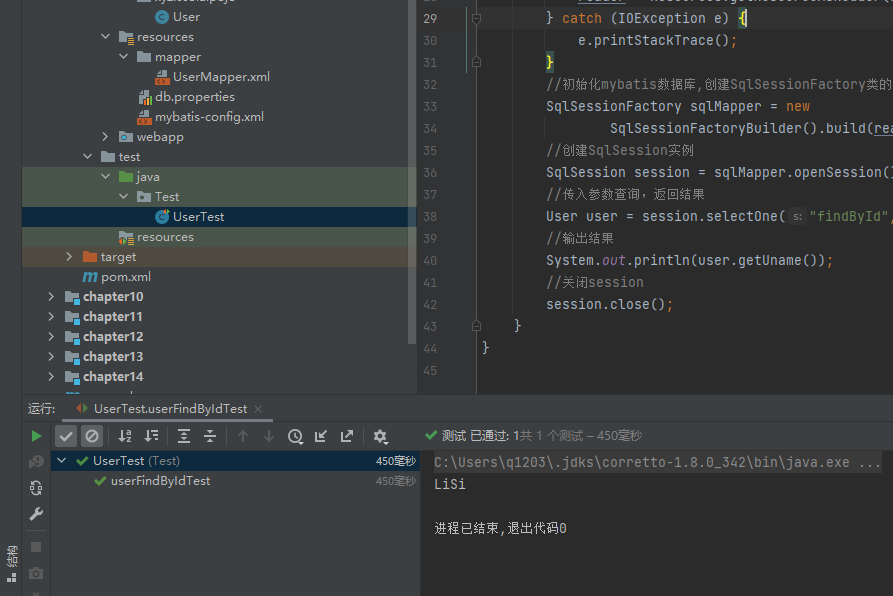 User
resources
mapper
UserMapper.xml
db.properties
mybatis-config.xml
webapp
test
java
Test
UserTest
resources
target
pom.xml
chapter10
chapter11
chapter12
chapter13
chapter14
29 } catch (IOException e) {
30 e.printStackTrace();
31 }
32 //初始化mybatis数据库,创建SqlSessionFactory类的
33 SqlSessionFactory sqlMapper = new
34 SqlSessionFactoryBuilder().build(rea
35 //创建SqlSession实例
36 SqlSession session = sqlMapper.openSession()
37 //传入参数查询，返回结果
38 User user = session.selectOne( s: "findById",
39 //输出结果
40 System.out.println(user.getUname());
41 //关闭session
42 session.close();
43 }
44 }
45
运行: UserTest.userFindByIdTest ×
测试 已通过: 1共 1 个测试 – 450毫秒
UserTest (Test) 450毫秒
userFindByIdTest 450毫秒
C:\Users\q1203\.jdks\corretto-1.8.0_342\bin\java.exe ...
LiSi
进程已结束,退出代码0
结构